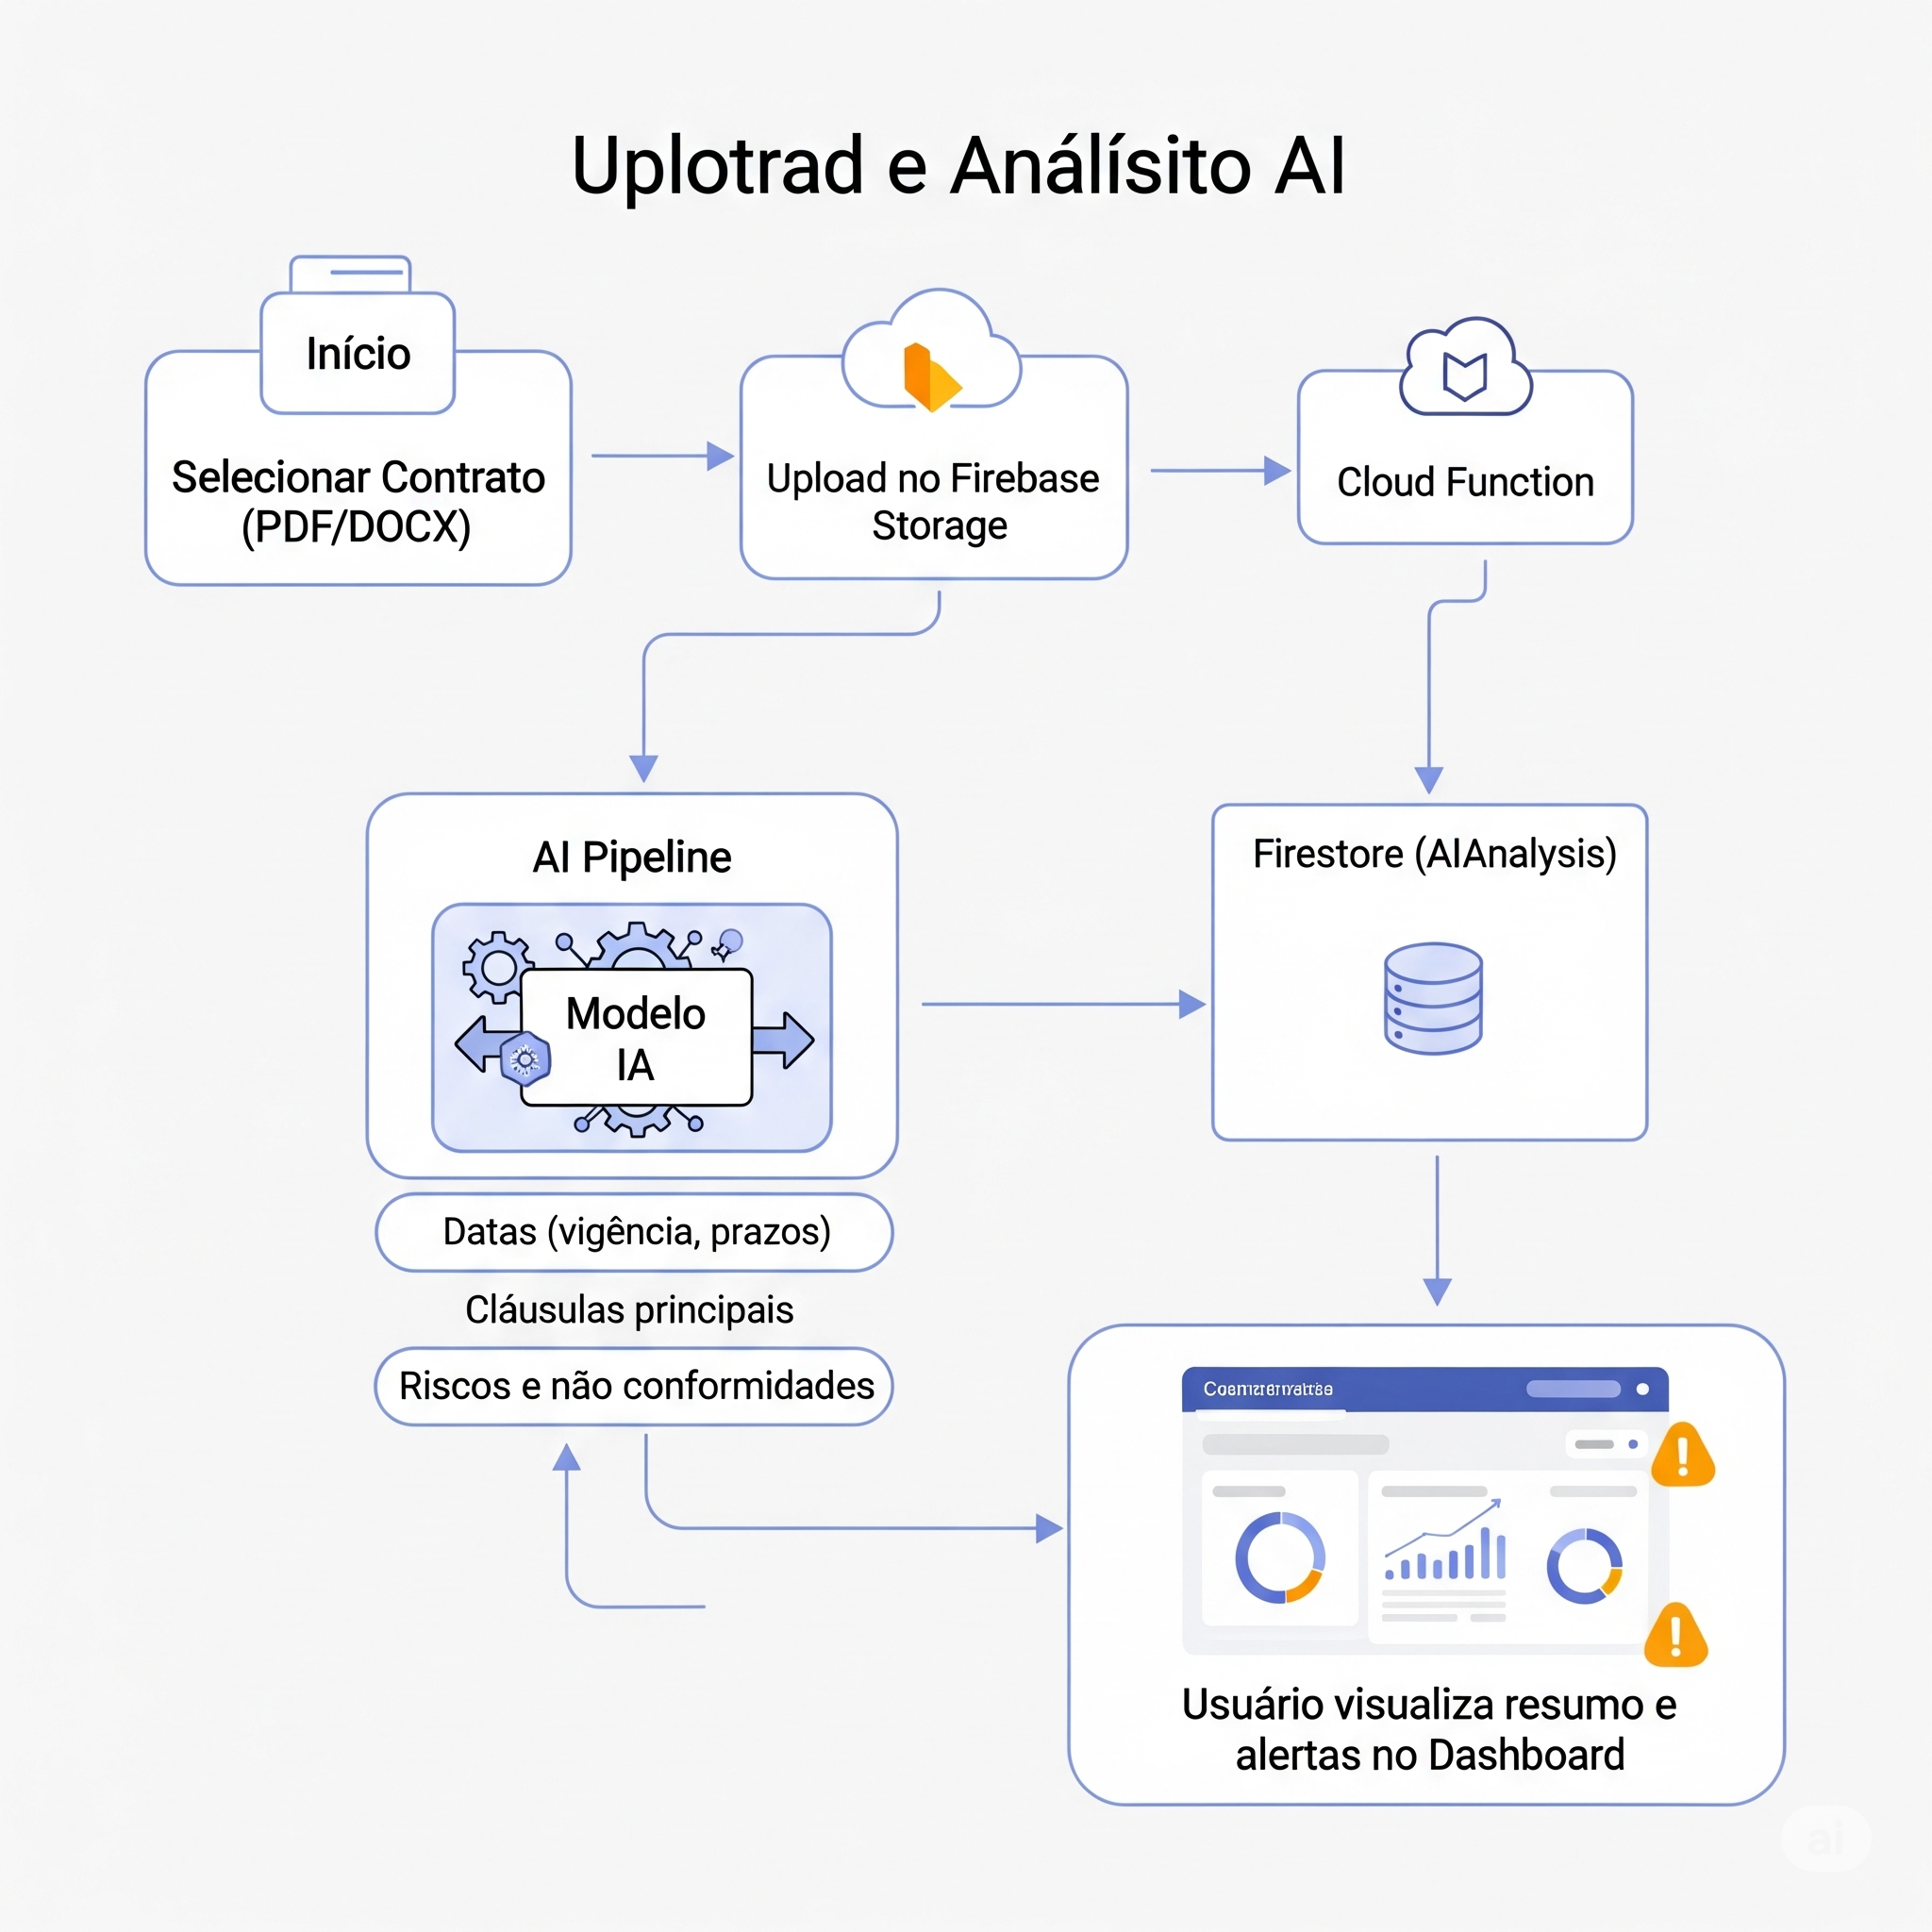 Uplotrad e Análísito AI
Início
Selecionar Contrato
(PDF/DOCX)
Upload no Firebase
Storage
Cloud Function
AI Pipeline
Modelo
IA
Firestore (AIAnalysis)
Datas (vigência, prazos)
Cláusulas principais
Riscos e não conformidades
Usuário visualiza resumo e
alertas no Dashboard
ai